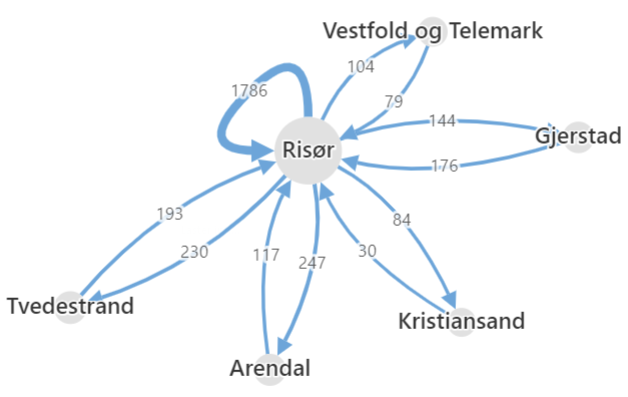 Vestfold og Telemark
104
1786
79
144
Gjerstad
Risør
176
193
84
230
117
247
30
Tvedestrand
Kristiansand
Arendal